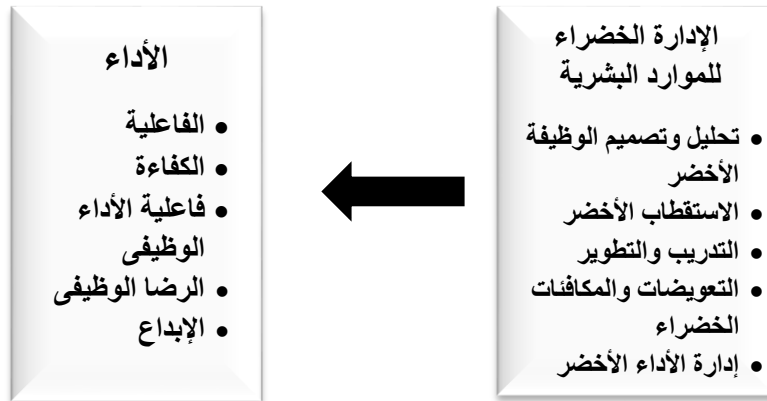 الإدارة الخضراء
للموارد البشرية
• تحليل وتصميم الوظيفة
الأخضر
• الاستقطاب الأخضر
• التدريب والتطوير
• التعويضات والمكافئات
الخضراء
• إدارة الأداء الأخضر
الأداء
• الفاعلية
• الكفاءة
• فاعلية الأداء
الوظيفى
• الرضا الوظيفى
• الإبداع